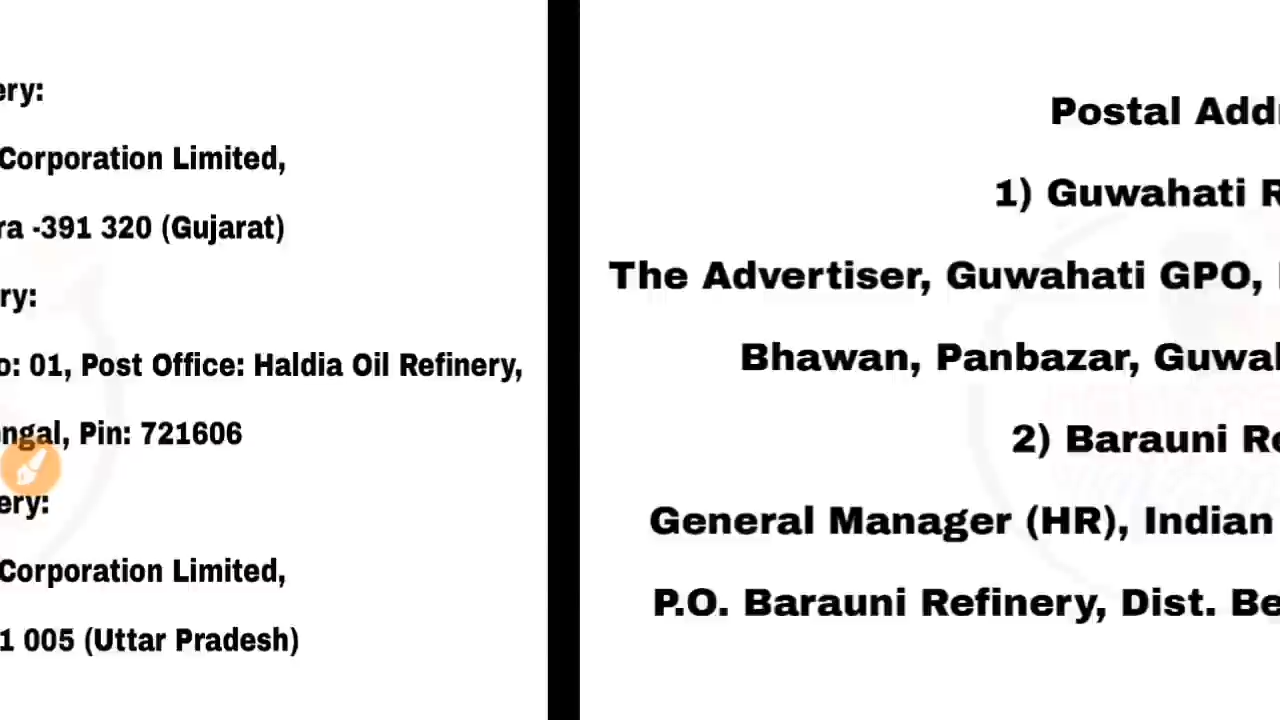 ery:
Corporation Limited,
ra -391 320 (Gujarat)
ry:
o: 01, Post Office: Haldia Oil Refinery,
engal, Pin: 721606
ery:
Corporation Limited,
1 005 (Uttar Pradesh)
Postal Addr
1) Guwahati R
The Advertiser, Guwahati GPO,
Bhawan, Panbazar, Guwah
2) Barauni Re
General Manager (HR), Indian
P.O. Barauni Refinery, Dist. Be